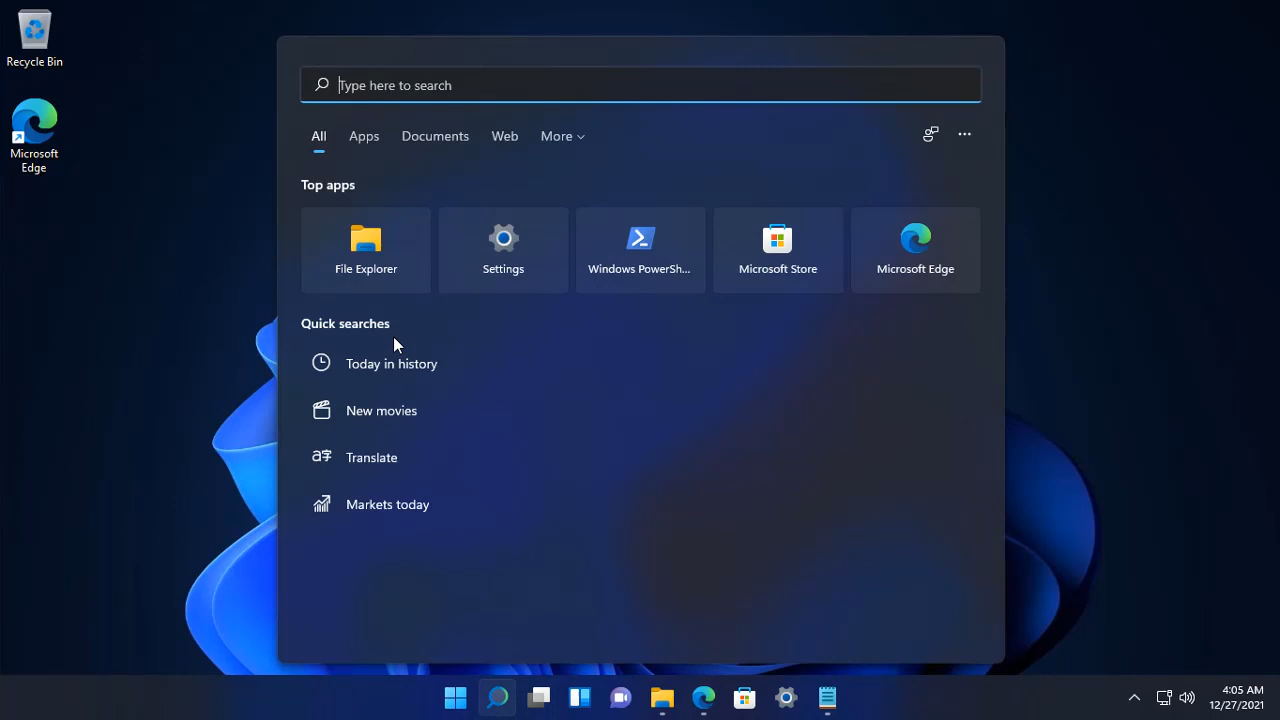 Recycle Bin
Microsoft
Edge
Type here to search
All Apps Documents Web More
Top apps
File Explorer Settings Windows PowerSh... Microsoft Store Microsoft Edge
Quick searches
Today in history
New movies
Translate
Markets today
4:05 AM
12/27/2021